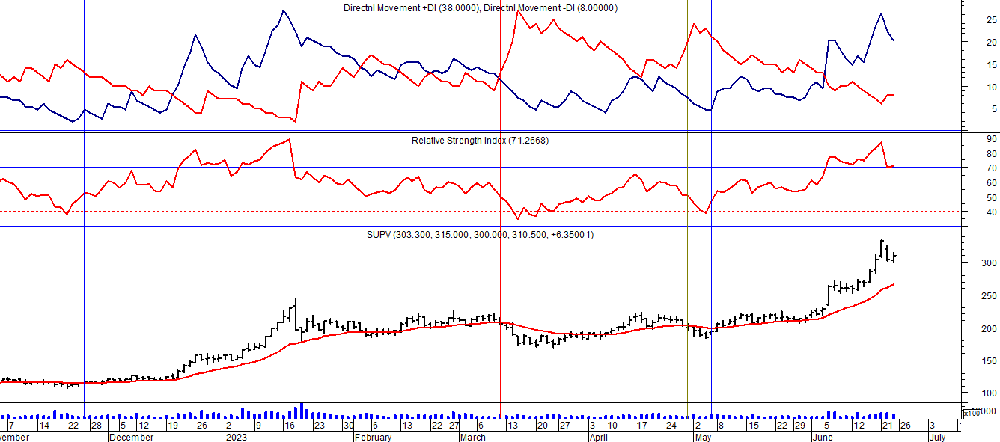 Directnl Movement +DI (38.0000), Directnl Movement -DI (8.00000)
25
20
15
10
5
Relative Strength Index (71.2668)
90
80
70
60
50
40
SUPV (303.300, 315.000, 300.000, 310.500, +6.35001)
300
250
200
150
100
x100
7 14 22 28 5 12 19 26 2 9 16 23 30 6 13 22 27 6 13 20 27 3 10 17 24 2 8 15 22 29 5 12 21 26 3
vember December 2023 February March April May June July